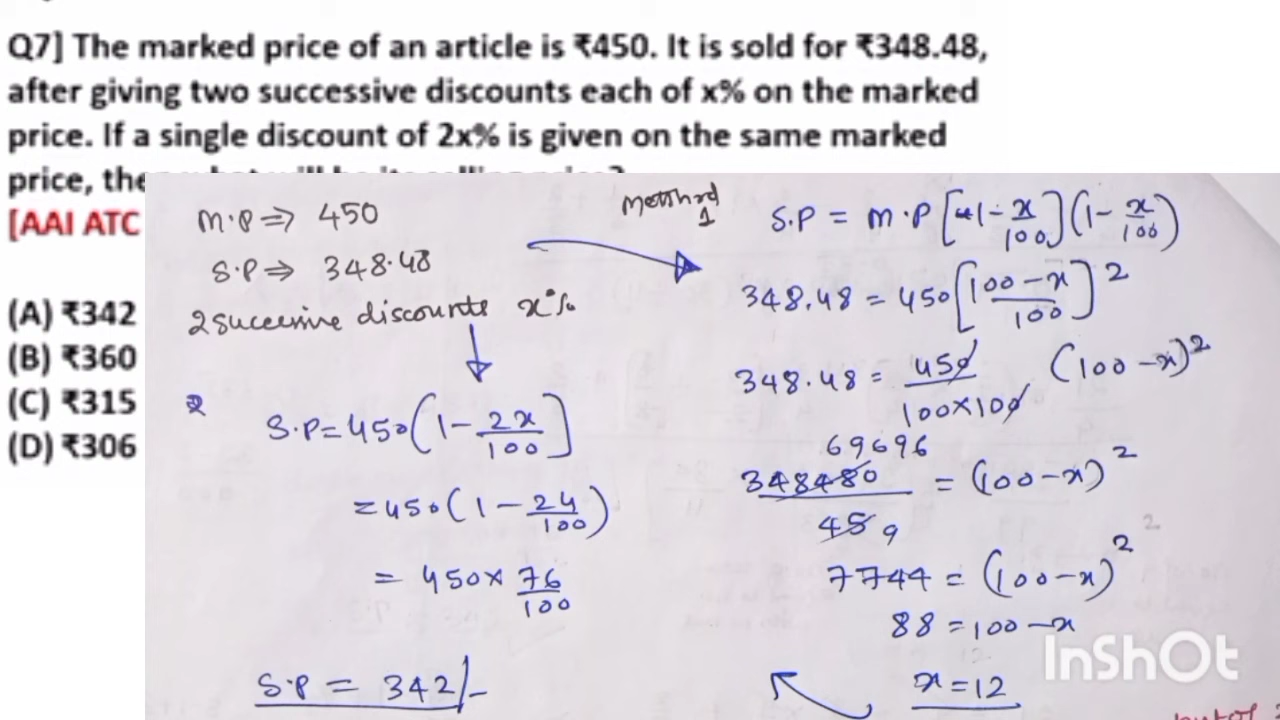 Q7] The marked price of an article is ₹450. It is sold for ₹348.48,
after giving two successive discounts each of x% on the marked
price. If a single discount of 2x% is given on the same marked
price, the
[AAI ATC
(A) ₹342
(B) ₹360
(C) ₹315
(D) ₹306
M.P ⇒ 450
S.P ⇒ 348.48
2 successive discounts x%
S.P = 450(1 - 2x/100]
= 450(1 - 24/100)
= 450 × 76/100
S.P = 342/-
Method
1
S.P = M.P [1 - x/100](1 - x/100)
348.48 = 450[100 - x/100]2
348.48 = 450/100×100 (100 - x)2
69696
348480/45 9 = (100 - x)2
7744 = (100 - x)2
88 = 100 - x
x = 12
InShOt